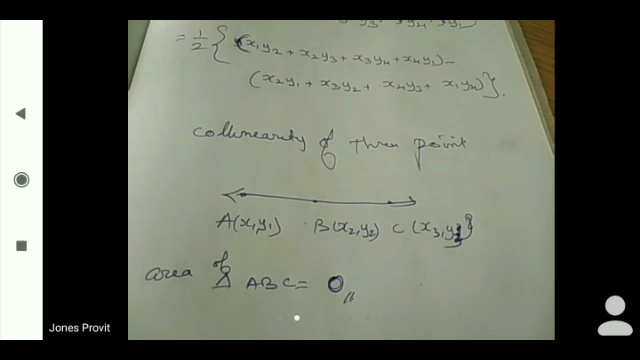 = 1/2 { (x₁y₂ + x₂y₃ + x₃y₄ + x₄y₁) –
(x₂y₁ + x₃y₂ + x₄y₃ + x₁y₄) }.
collinearity of three point
A(x₁,y₁) B(x₂,y₂) C(x₃,y₃)
area of Δ ABC = 0
Jones Provit